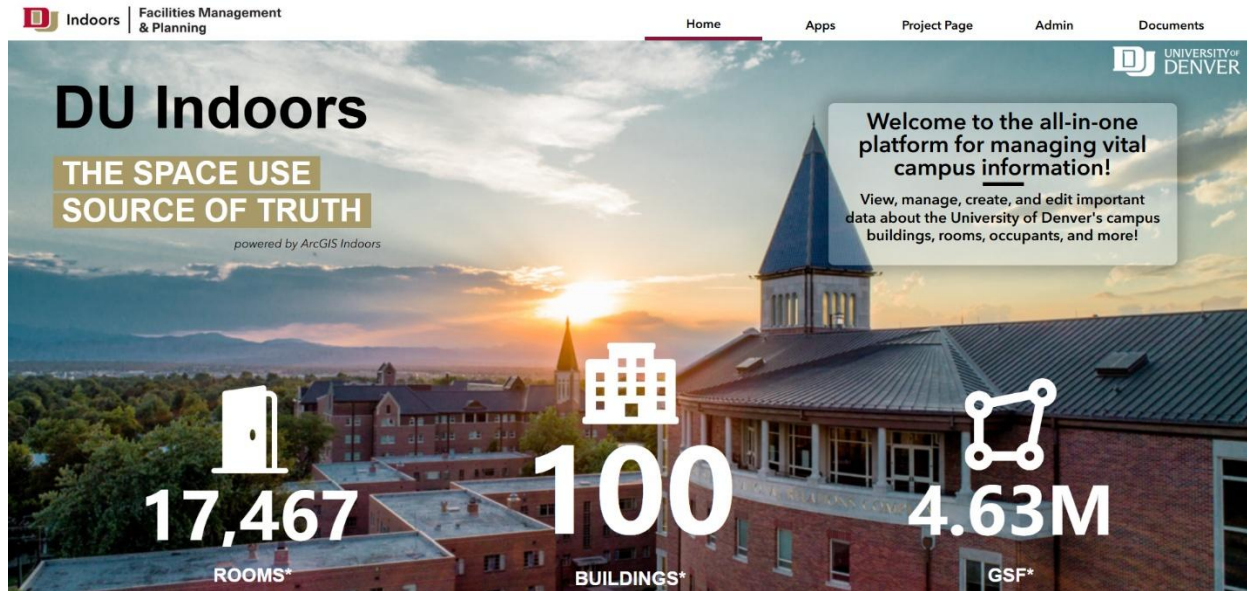 DU Indoors Facilities Management
& Planning
Home Apps Project Page Admin Documents
UNIVERSITY OF
DENVER
DU Indoors
THE SPACE USE
SOURCE OF TRUTH
powered by ArcGIS Indoors
Welcome to the all-in-one
platform for managing vital
campus information!
View, manage, create, and edit important
data about the University of Denver's campus
buildings, rooms, occupants, and more!
17,467
ROOMS*
100
BUILDINGS*
4.63M
GSF*